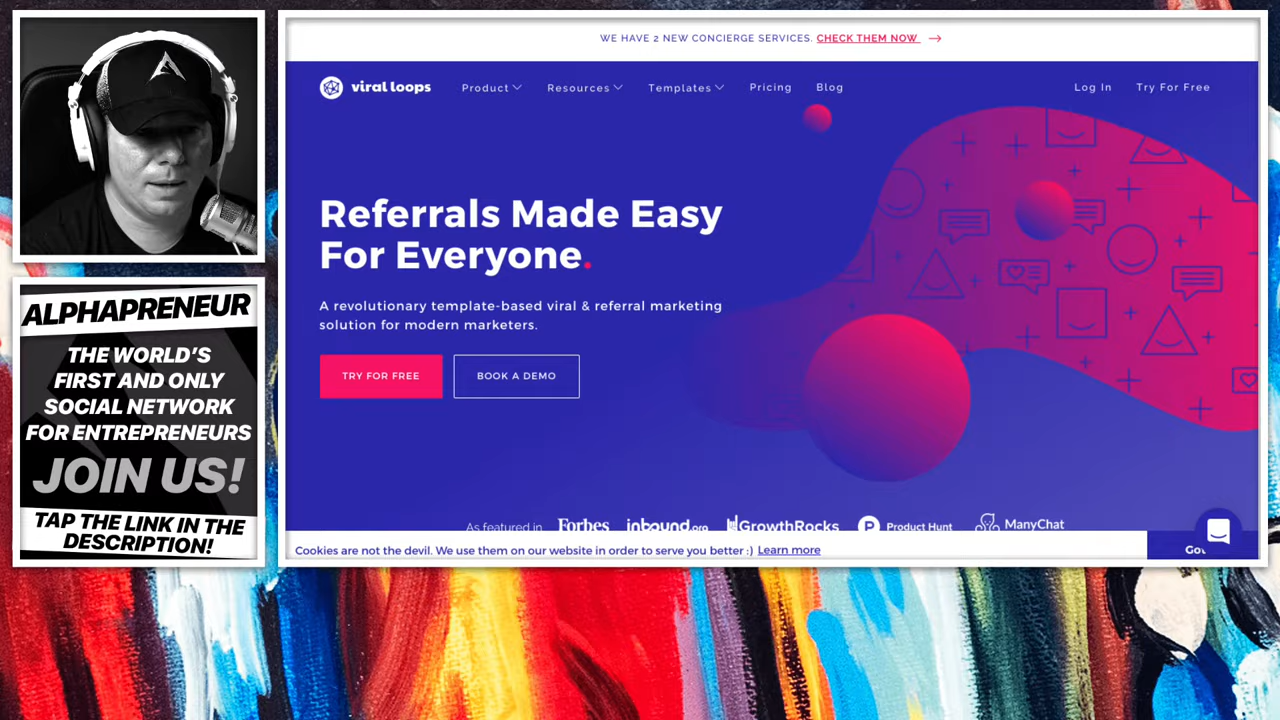 WE HAVE 2 NEW CONCIERGE SERVICES. CHECK THEM NOW
viral loops
Product
Resources
Templates
Pricing
Blog
Log In
Try For Free
Referrals Made Easy
For Everyone.
A revolutionary template-based viral & referral marketing
solution for modern marketers.
TRY FOR FREE
BOOK A DEMO
As featured in
Forbes
inbound.org
GrowthRocks
P Product Hunt
ManyChat
Cookies are not the devil. We use them on our website in order to serve you better :) Learn more
ALPHAPRENEUR
THE WORLD'S
FIRST AND ONLY
SOCIAL NETWORK
FOR ENTREPRENEURS
JOIN US!
TAP THE LINK IN THE
DESCRIPTION!